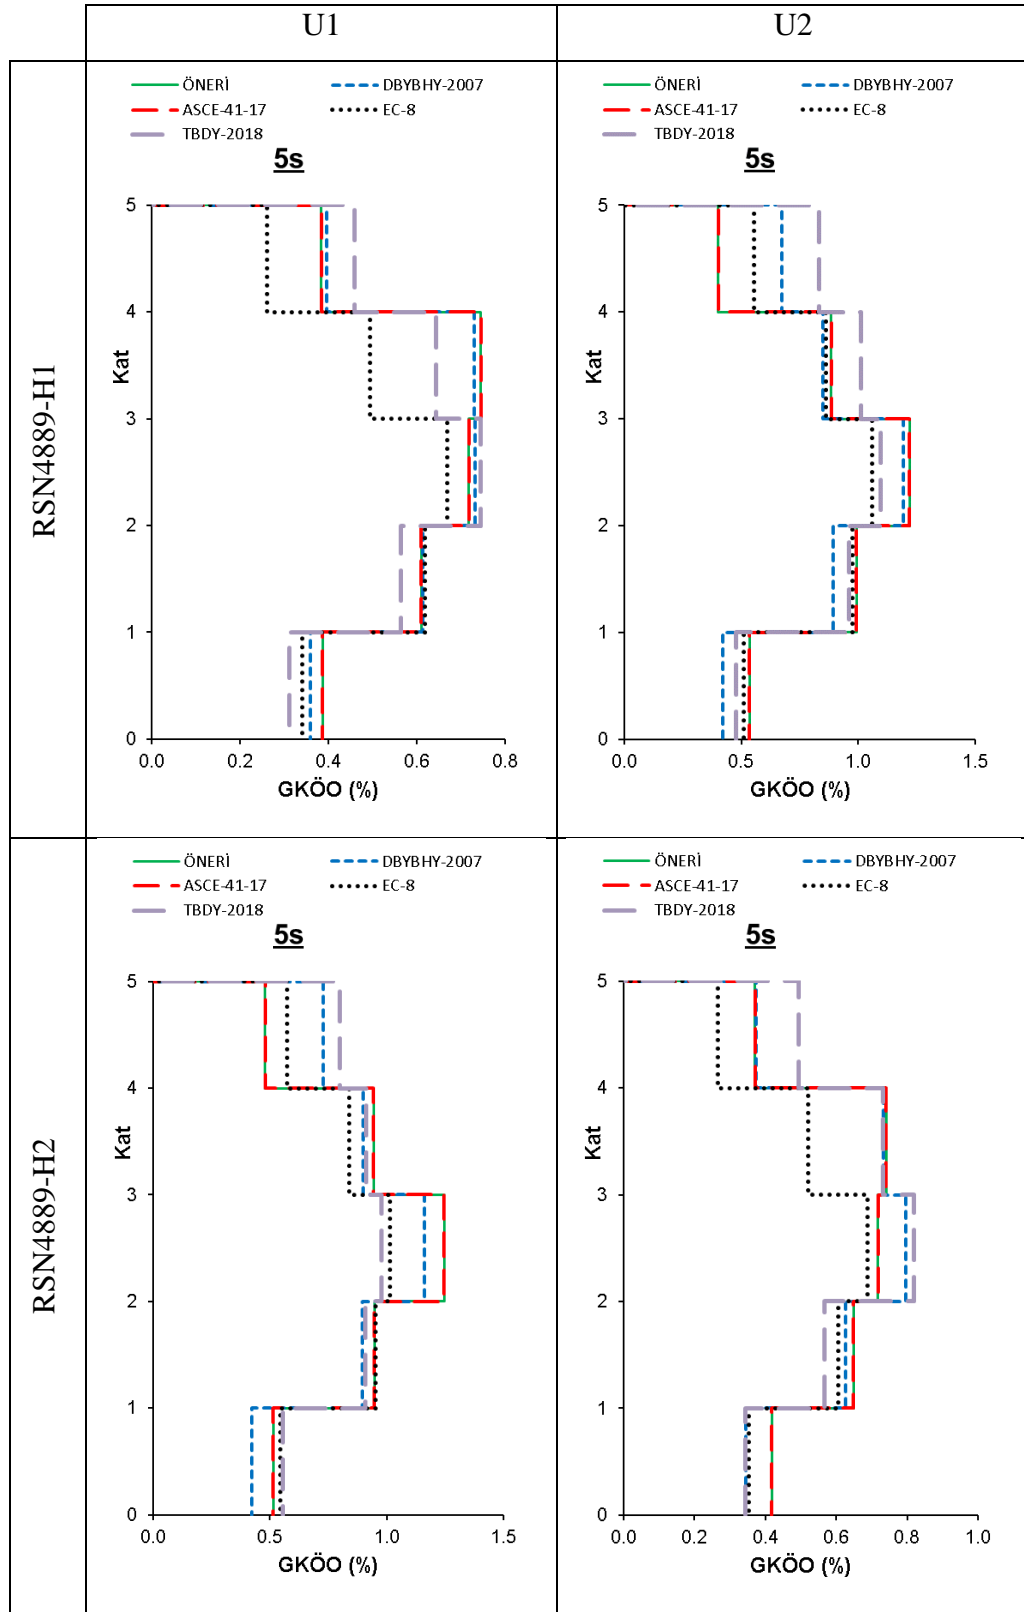 U1 U2
RSN4889-H1
ÖNERİ DBYBHY-2007
ASCE-41-17 EC-8
TBDY-2018
5s
5
4
3
2
1
0
Kat
0.0 0.2 0.4 0.6 0.8
GKÖO (%)
ÖNERİ DBYBHY-2007
ASCE-41-17 EC-8
TBDY-2018
5s
5
4
3
2
1
0
Kat
0.0 0.5 1.0 1.5
GKÖO (%)
RSN4889-H2
ÖNERİ DBYBHY-2007
ASCE-41-17 EC-8
TBDY-2018
5s
5
4
3
2
1
0
Kat
0.0 0.5 1.0 1.5
GKÖO (%)
ÖNERİ DBYBHY-2007
ASCE-41-17 EC-8
TBDY-2018
5s
5
4
3
2
1
0
Kat
0.0 0.2 0.4 0.6 0.8 1.0
GKÖO (%)